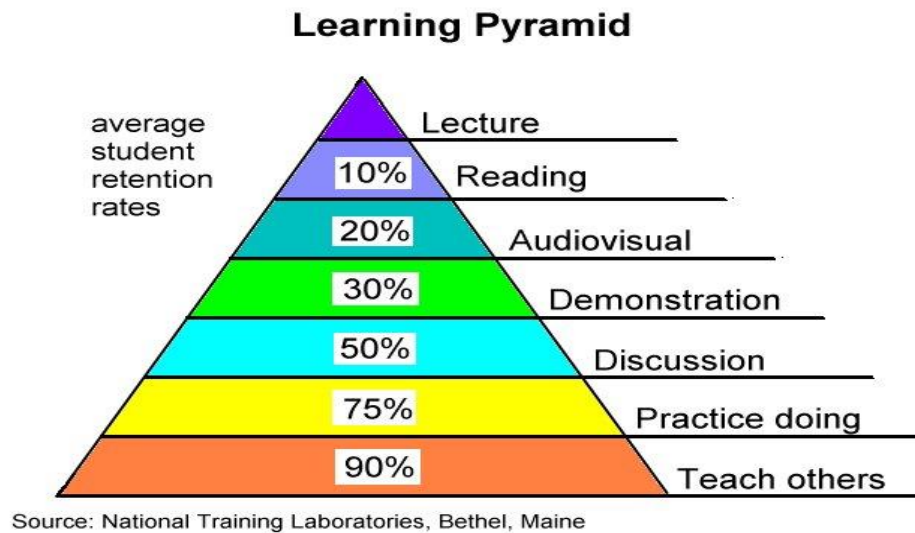 Learning Pyramid
average
student
retention
rates
Lecture
10% Reading
20% Audiovisual
30% Demonstration
50% Discussion
75% Practice doing
90% Teach others
Source: National Training Laboratories, Bethel, Maine